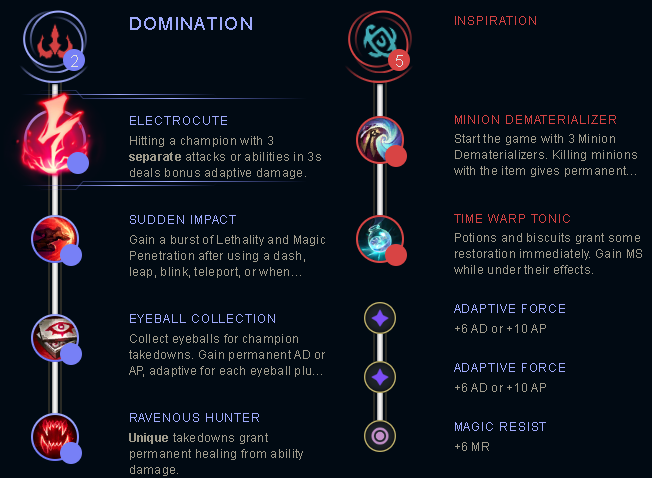 DOMINATION
2
ELECTROCUTE
Hitting a champion with 3
separate attacks or abilities in 3s
deals bonus adaptive damage.
SUDDEN IMPACT
Gain a burst of Lethality and Magic
Penetration after using a dash,
leap, blink, teleport, or when...
EYEBALL COLLECTION
Collect eyeballs for champion
takedowns. Gain permanent AD or
AP, adaptive for each eyeball plu...
RAVENOUS HUNTER
Unique takedowns grant
permanent healing from ability
damage.
INSPIRATION
5
MINION DEMATERIALIZER
Start the game with 3 Minion
Dematerializers. Killing minions
with the item gives permanent...
TIME WARP TONIC
Potions and biscuits grant some
restoration immediately. Gain MS
while under their effects.
ADAPTIVE FORCE
+6 AD or +10 AP
ADAPTIVE FORCE
+6 AD or +10 AP
MAGIC RESIST
+6 MR